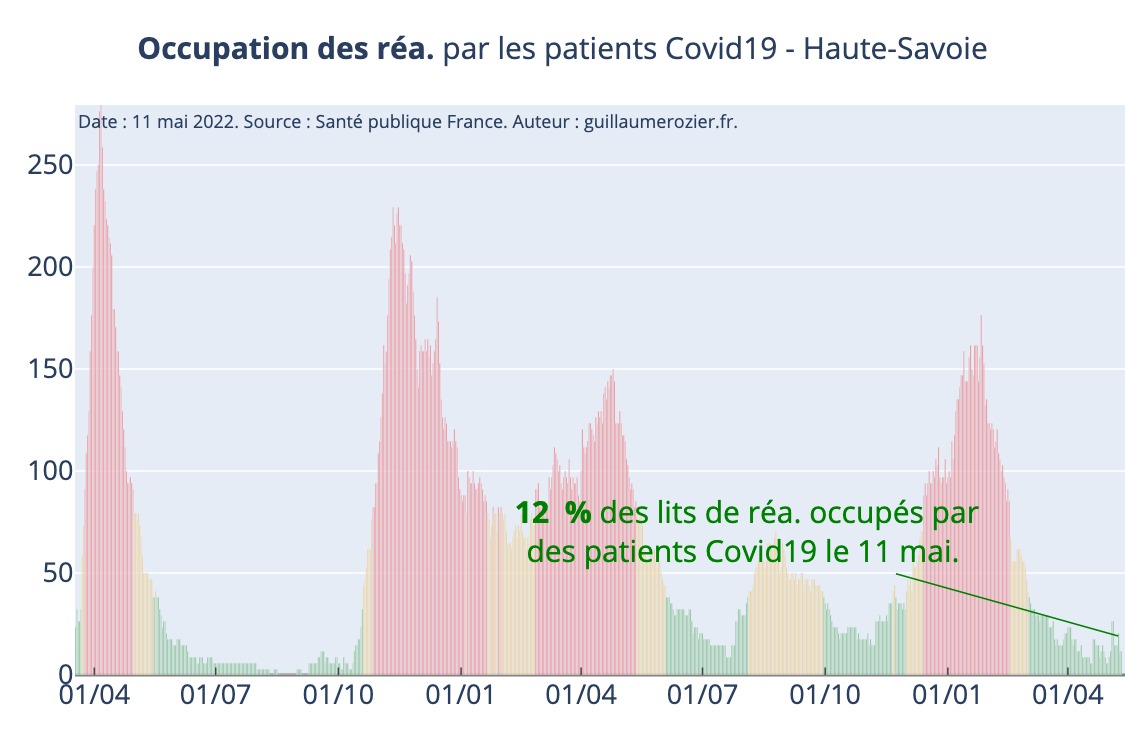 Occupation des réa. par les patients Covid19 - Haute-Savoie
Date : 11 mai 2022. Source : Santé publique France. Auteur : guillaumerozier.fr.
250
200
150
100
50
0
12 % des lits de réa. occupés par
des patients Covid19 le 11 mai.
01/04 01/07 01/10 01/01 01/04 01/07 01/10 01/01 01/04